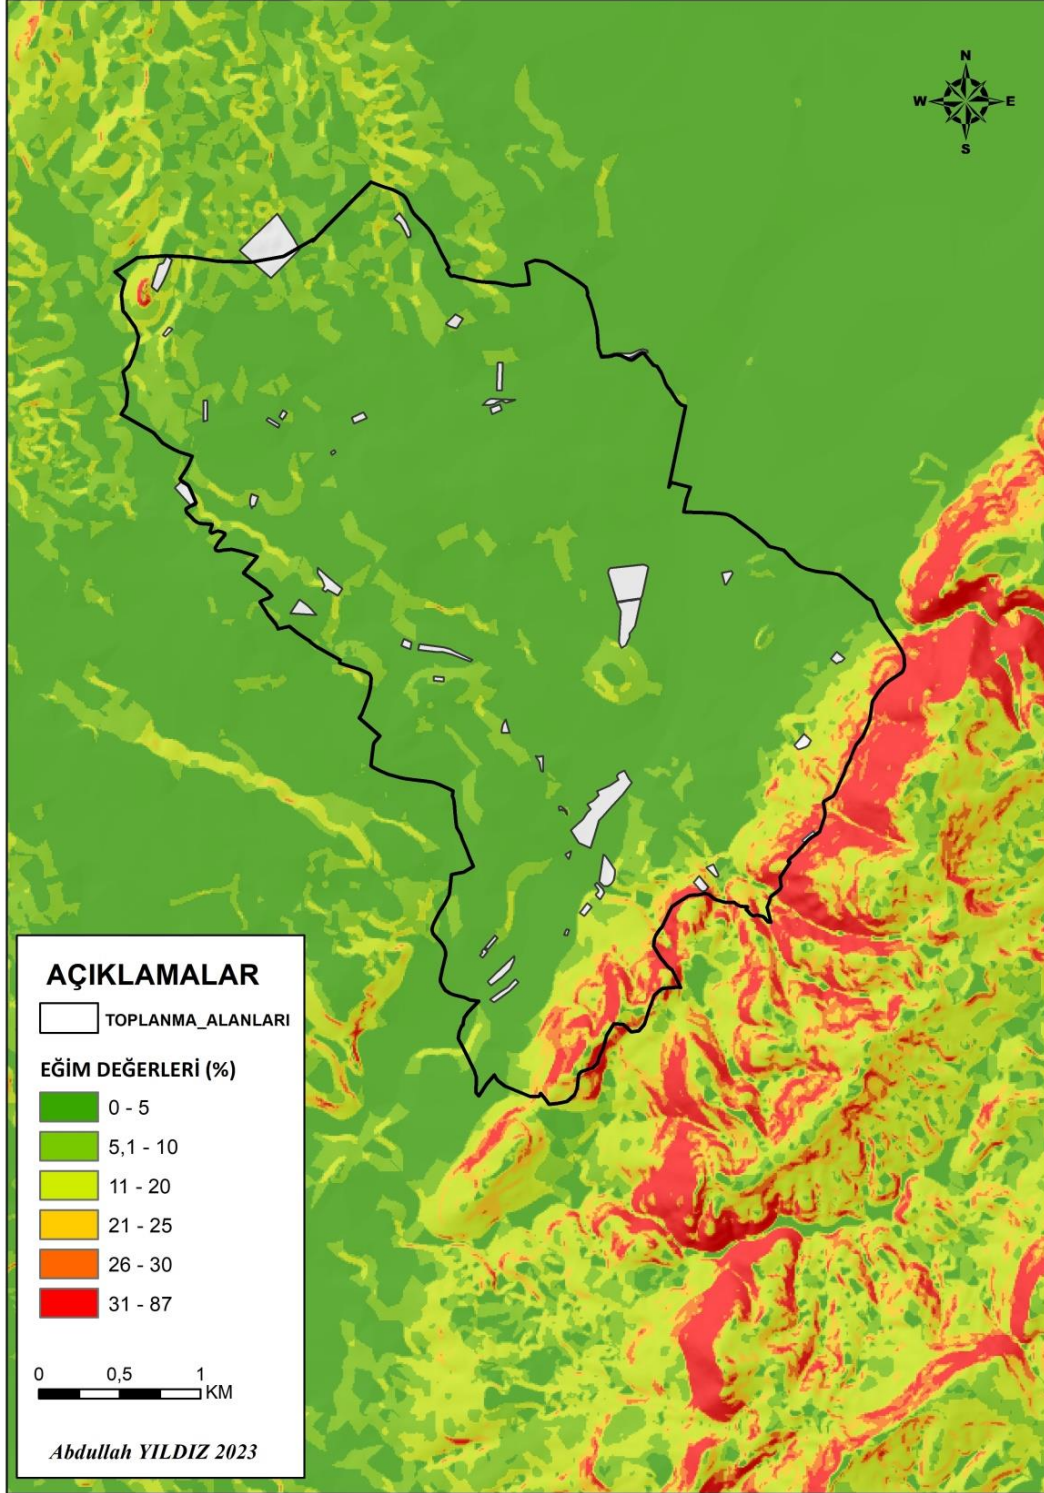 N
W E
S
AÇIKLAMALAR
TOPLANMA_ALANLARI
EĞİM DEĞERLERİ (%)
0 - 5
5,1 - 10
11 - 20
21 - 25
26 - 30
31 - 87
0 0,5 1
KM
Abdullah YILDIZ 2023